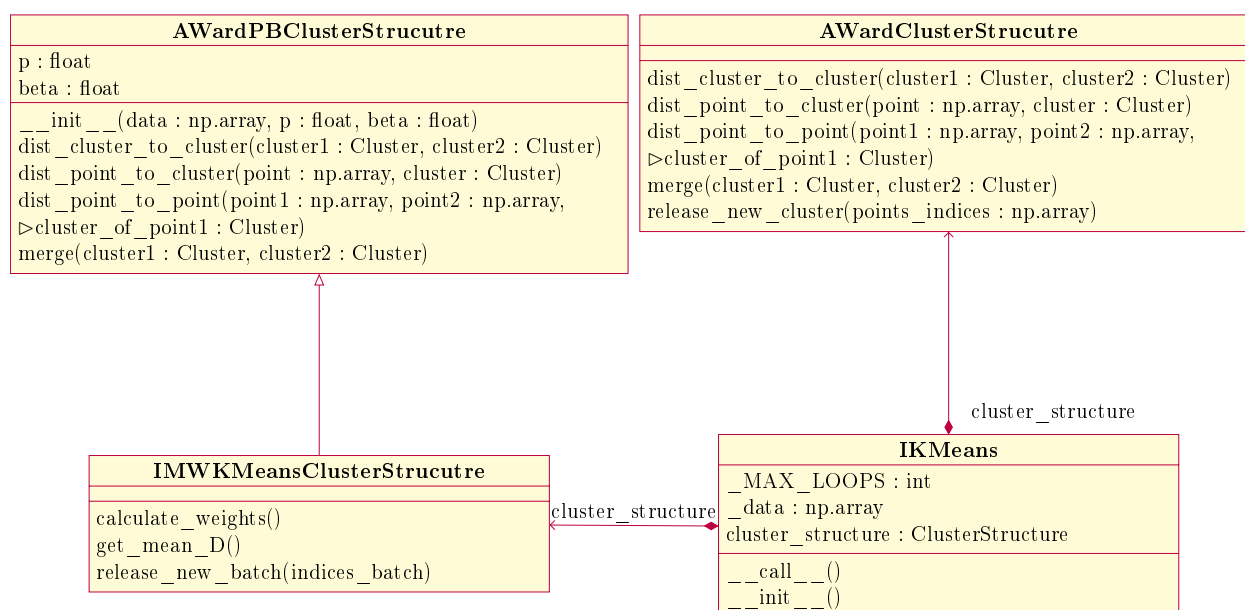 AWardPBClusterStrucutre
p : float
beta : float
__init__(data : np.array, p : float, beta : float)
dist_cluster_to_cluster(cluster1 : Cluster, cluster2 : Cluster)
dist_point_to_cluster(point : np.array, cluster : Cluster)
dist_point_to_point(point1 : np.array, point2 : np.array,
▷cluster_of_point1 : Cluster)
merge(cluster1 : Cluster, cluster2 : Cluster)
AWardClusterStrucutre
dist_cluster_to_cluster(cluster1 : Cluster, cluster2 : Cluster)
dist_point_to_cluster(point : np.array, cluster : Cluster)
dist_point_to_point(point1 : np.array, point2 : np.array,
▷cluster_of_point1 : Cluster)
merge(cluster1 : Cluster, cluster2 : Cluster)
release_new_cluster(points_indices : np.array)
cluster_structure
IMWKMeansClusterStrucutre
calculate_weights()
get_mean_D()
release_new_batch(indices_batch)
cluster_structure
IKMeans
_MAX_LOOPS : int
_data : np.array
cluster_structure : ClusterStructure
__call__()
__init__()